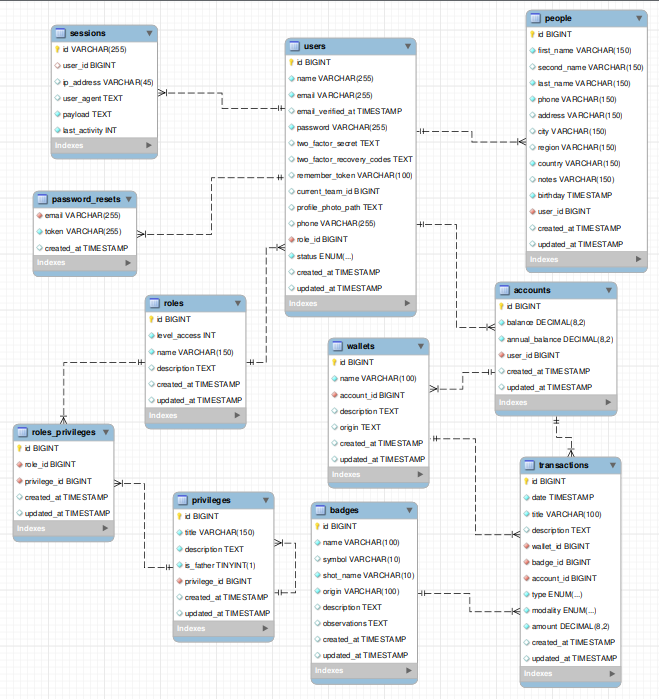 sessions
id VARCHAR(255)
user_id BIGINT
ip_address VARCHAR(45)
user_agent TEXT
payload TEXT
last_activity INT
Indexes
users
id BIGINT
name VARCHAR(255)
email VARCHAR(255)
email_verified_at TIMESTAMP
password VARCHAR(255)
two_factor_secret TEXT
two_factor_recovery_codes TEXT
remember_token VARCHAR(100)
current_team_id BIGINT
profile_photo_path TEXT
phone VARCHAR(255)
role_id BIGINT
status ENUM(...)
created_at TIMESTAMP
updated_at TIMESTAMP
Indexes
people
id BIGINT
first_name VARCHAR(150)
second_name VARCHAR(150)
last_name VARCHAR(150)
phone VARCHAR(150)
address VARCHAR(150)
city VARCHAR(150)
region VARCHAR(150)
country VARCHAR(150)
notes VARCHAR(150)
birthday TIMESTAMP
user_id BIGINT
created_at TIMESTAMP
updated_at TIMESTAMP
Indexes
password_resets
email VARCHAR(255)
token VARCHAR(255)
created_at TIMESTAMP
Indexes
roles
id BIGINT
level_access INT
name VARCHAR(150)
description TEXT
created_at TIMESTAMP
updated_at TIMESTAMP
Indexes
accounts
id BIGINT
balance DECIMAL(8,2)
annual_balance DECIMAL(8,2)
user_id BIGINT
created_at TIMESTAMP
updated_at TIMESTAMP
Indexes
wallets
id BIGINT
name VARCHAR(100)
account_id BIGINT
description TEXT
origin TEXT
created_at TIMESTAMP
updated_at TIMESTAMP
Indexes
roles_privileges
id BIGINT
role_id BIGINT
privilege_id BIGINT
created_at TIMESTAMP
updated_at TIMESTAMP
Indexes
privileges
id BIGINT
title VARCHAR(150)
description TEXT
is_father TINYINT(1)
privilege_id BIGINT
created_at TIMESTAMP
updated_at TIMESTAMP
Indexes
badges
id BIGINT
name VARCHAR(100)
symbol VARCHAR(10)
shot_name VARCHAR(10)
origin VARCHAR(100)
description TEXT
observations TEXT
created_at TIMESTAMP
updated_at TIMESTAMP
Indexes
transactions
id BIGINT
date TIMESTAMP
title VARCHAR(100)
description TEXT
wallet_id BIGINT
badge_id BIGINT
account_id BIGINT
type ENUM(...)
modality ENUM(...)
amount DECIMAL(8,2)
created_at TIMESTAMP
updated_at TIMESTAMP
Indexes